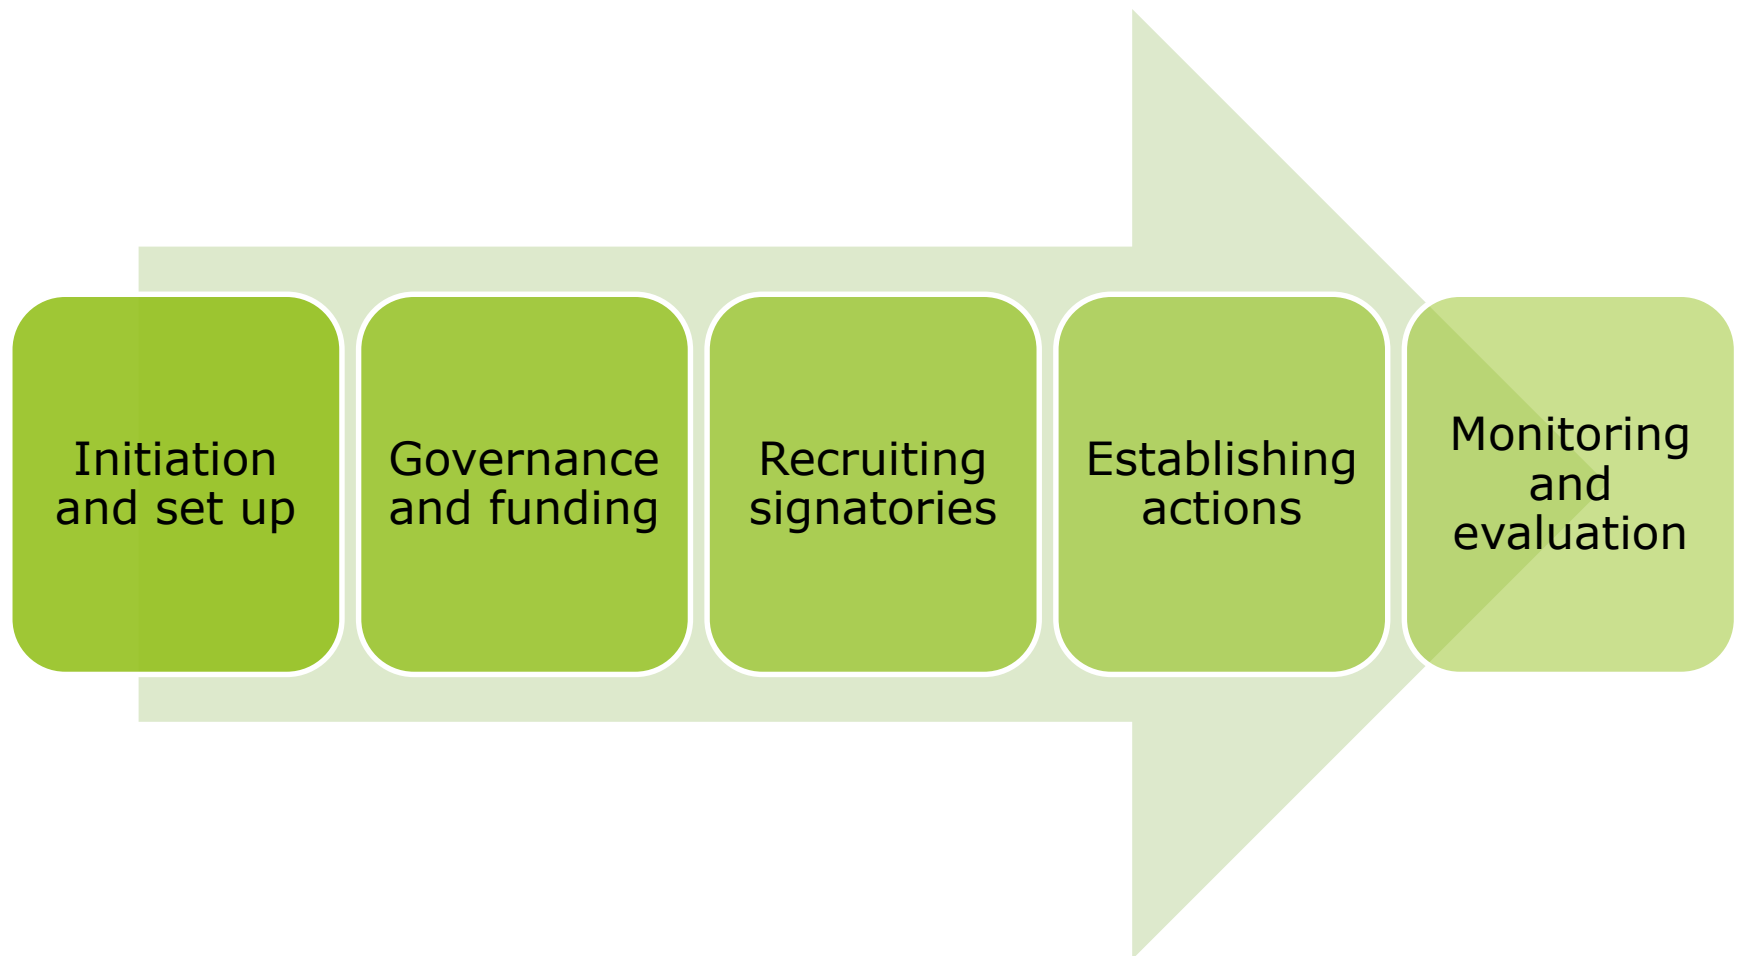 Initiation
and set up
Governance
and funding
Recruiting
signatories
Establishing
actions
Monitoring
and
evaluation